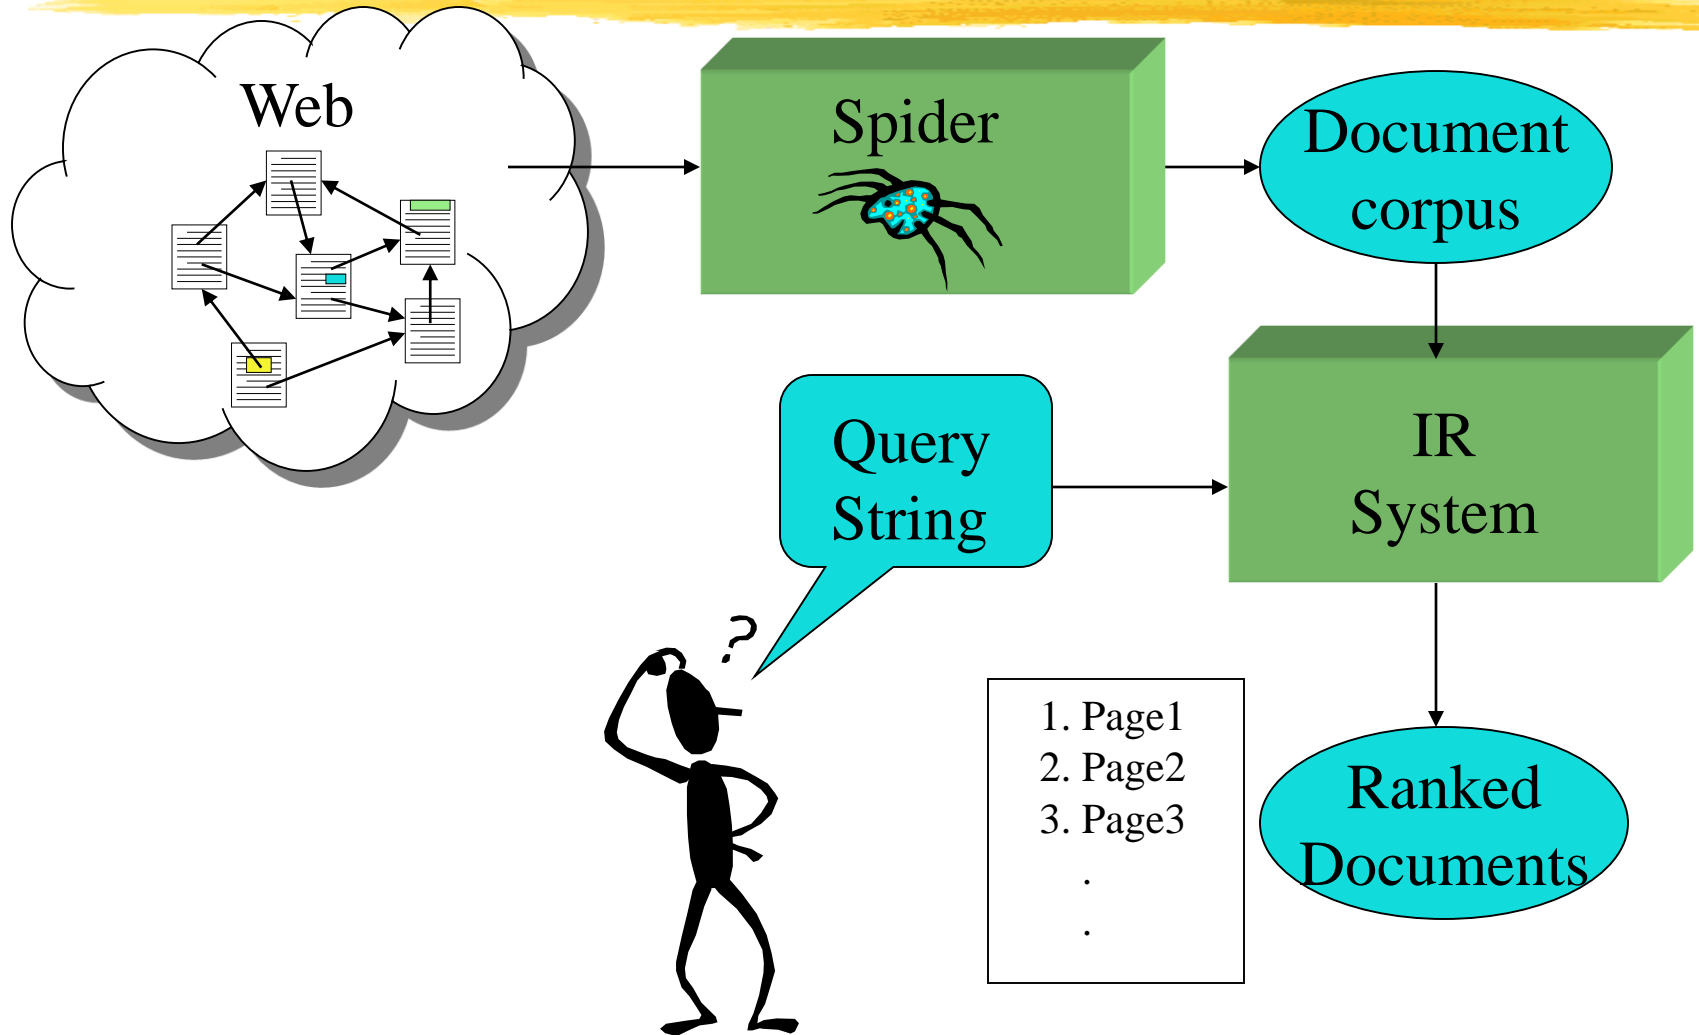 Web
Spider
Document
corpus
Query
String
IR
System
?
1. Page1
2. Page2
3. Page3
.
.
Ranked
Documents